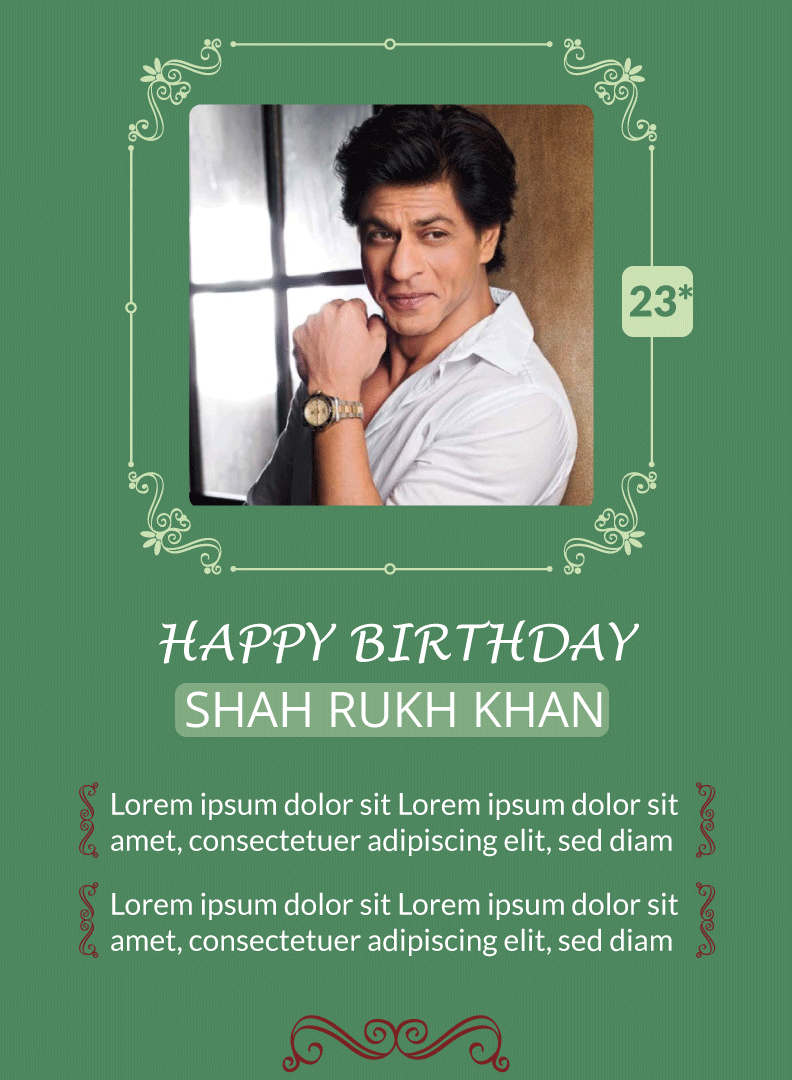 23*
HAPPY BIRTHDAY
SHAH RUKH KHAN
Lorem ipsum dolor sit Lorem ipsum dolor sit
amet, consectetuer adipiscing elit, sed diam
Lorem ipsum dolor sit Lorem ipsum dolor sit
amet, consectetuer adipiscing elit, sed diam